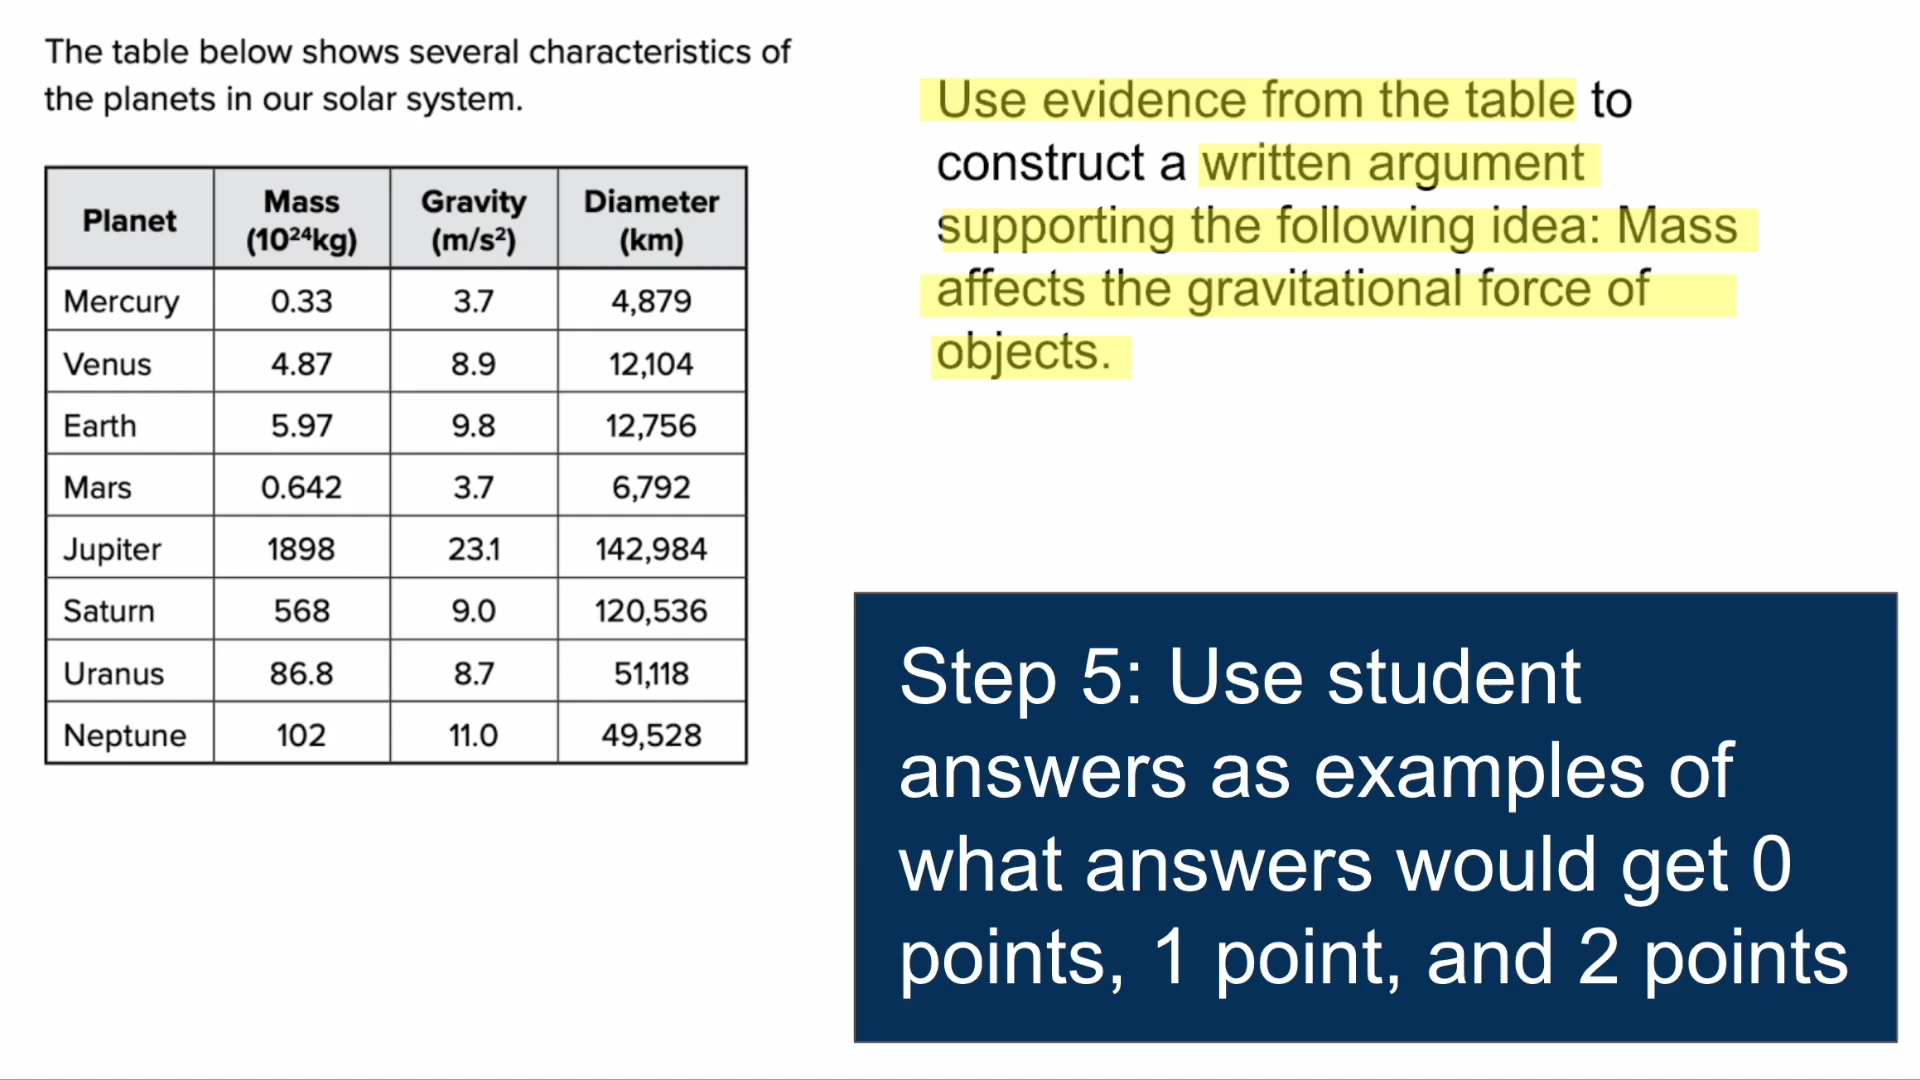 The table below shows several characteristics of
the planets in our solar system.
Planet Mass (10²⁴kg) Gravity (m/s²) Diameter (km)
Mercury 0.33 3.7 4,879
Venus 4.87 8.9 12,104
Earth 5.97 9.8 12,756
Mars 0.642 3.7 6,792
Jupiter 1898 23.1 142,984
Saturn 568 9.0 120,536
Uranus 86.8 8.7 51,118
Neptune 102 11.0 49,528
Use evidence from the table to
construct a written argument
supporting the following idea: Mass
affects the gravitational force of
objects.
Step 5: Use student
answers as examples of
what answers would get 0
points, 1 point, and 2 points